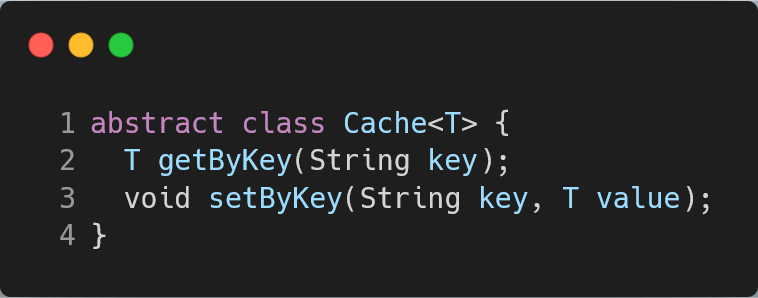 1 abstract class Cache<T> {
2   T getByKey(String key);
3   void setByKey(String key, T value);
4 }